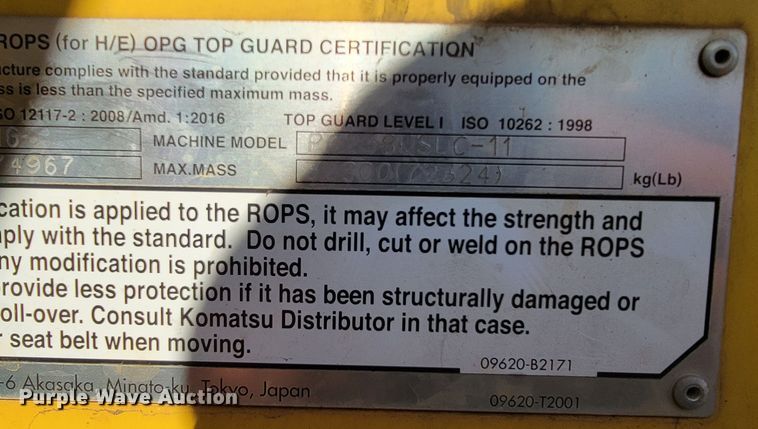 ROPS (for H/E) OPG TOP GUARD CERTIFICATION
ucture complies with the standard provided that it is properly equipped on the
ss is less than the specified maximum mass.
SO 12117-2 : 2008/Amd. 1:2016 TOP GUARD LEVEL I ISO 10262 : 1998
MACHINE MODEL
74967 MAX.MASS kg(Lb)
cation is applied to the ROPS, it may affect the strength and
mply with the standard. Do not drill, cut or weld on the ROPS
ny modification is prohibited.
provide less protection if it has been structurally damaged or
oll-over. Consult Komatsu Distributor in that case.
r seat belt when moving.
09620-B2171
-6 Akasaka, Minato-ku, Tokyo, Japan
09620-T2001
Purple Wave Auction